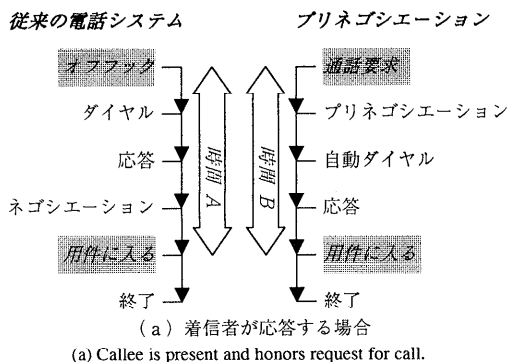 従来の電話システム
プリネゴシエーション
オフフック
通話要求
ダイヤル
プリネゴシエーション
応答
自動ダイヤル
ネゴシエーション
応答
用件に入る
用件に入る
終了
終了
時間 A
時間 B
(a) 着信者が応答する場合
(a) Callee is present and honors request for call.